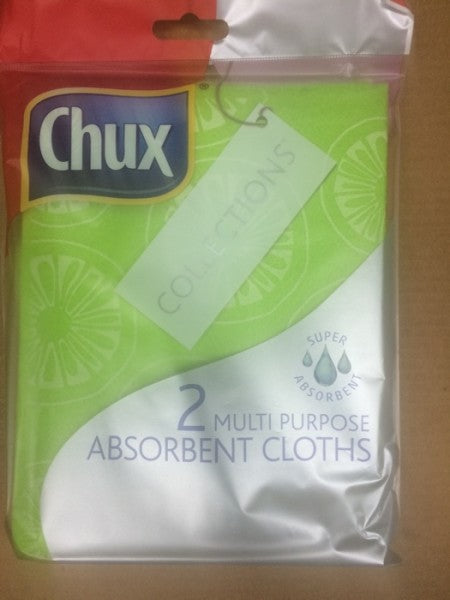 Chux®
COLLECTIONS
SUPER
ABSORBENT
2 MULTI PURPOSE
ABSORBENT CLOTHS